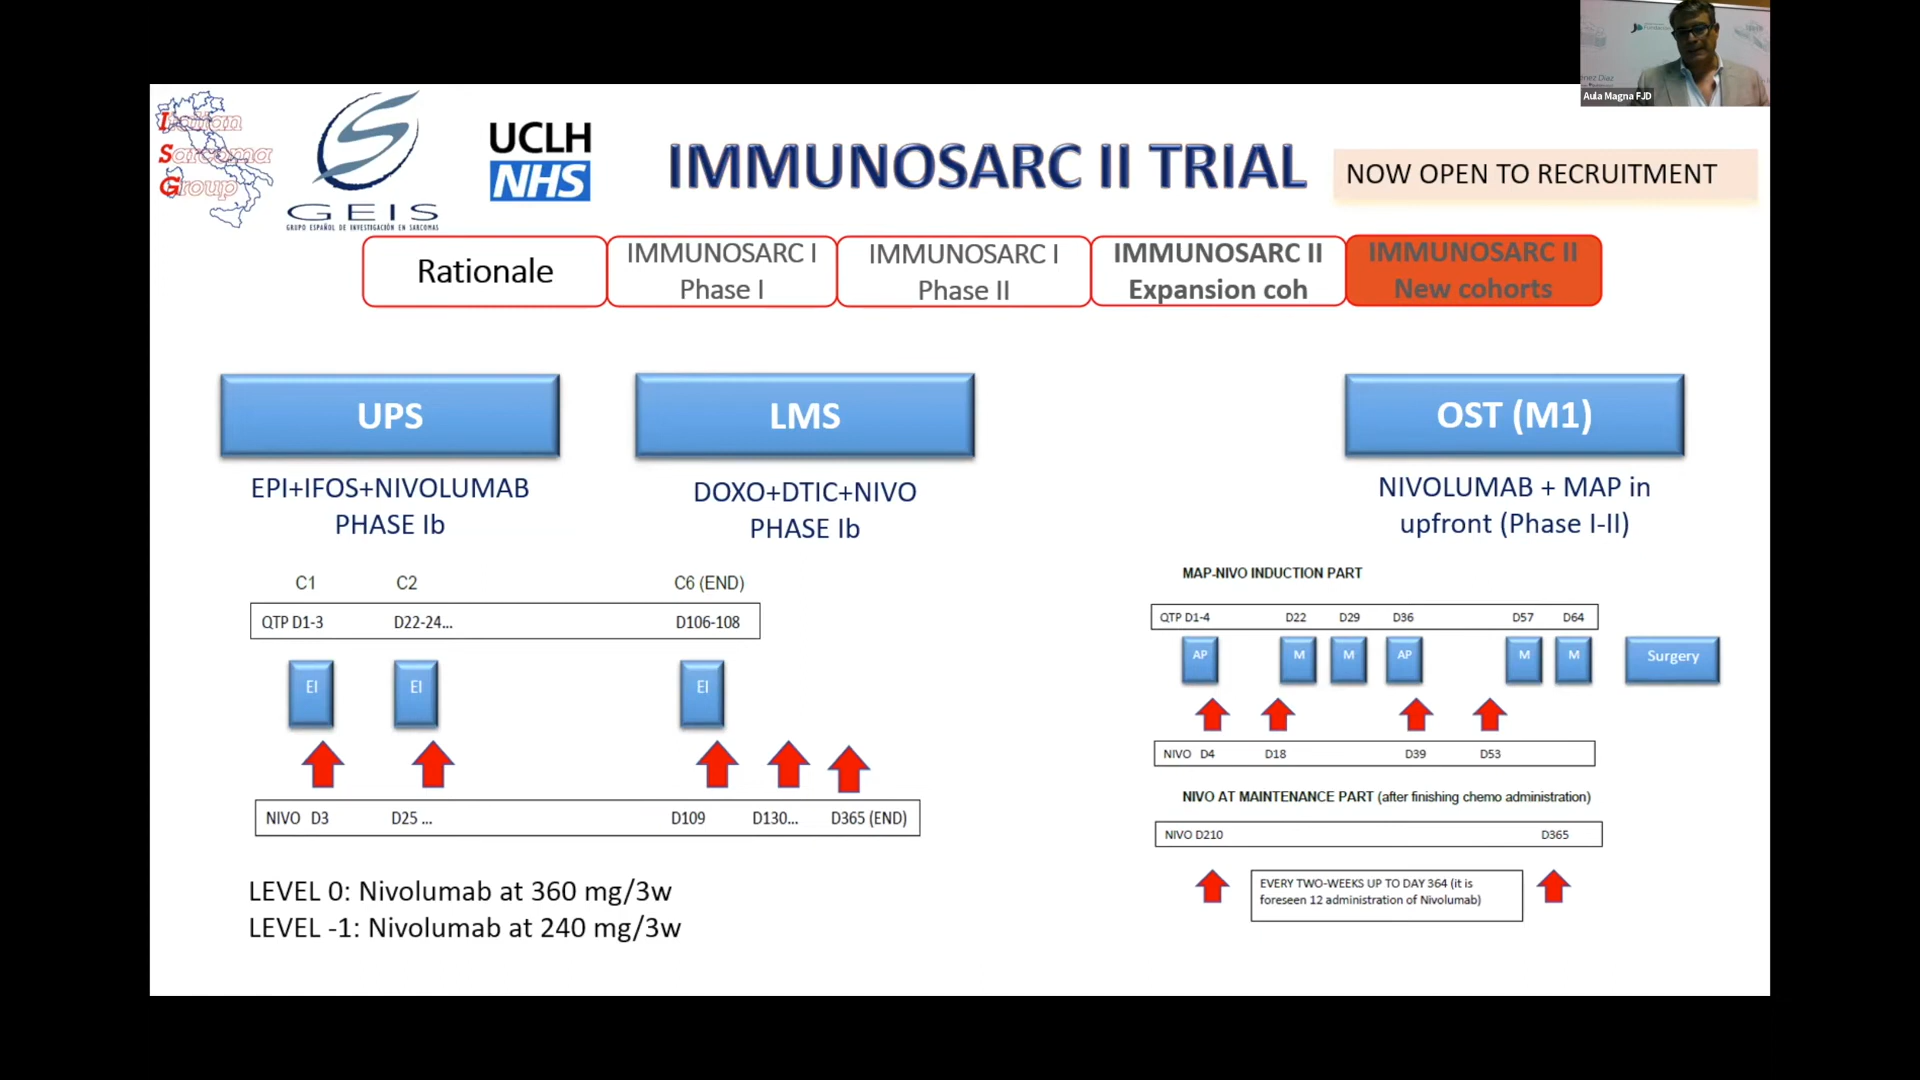 Aula Magna FJD
Italian
Sarcoma
Group
GEIS
GRUPO ESPAÑOL DE INVESTIGACIÓN EN SARCOMAS
UCLH
NHS
IMMUNOSARC II TRIAL
NOW OPEN TO RECRUITMENT
Rationale
IMMUNOSARC I
Phase I
IMMUNOSARC I
Phase II
IMMUNOSARC II
Expansion coh
IMMUNOSARC II
New cohorts
UPS
EPI+IFOS+NIVOLUMAB
PHASE Ib
LMS
DOXO+DTIC+NIVO
PHASE Ib
C1 C2 C6 (END)
QTP D1-3 D22-24... D106-108
EI EI EI
NIVO D3 D25 ... D109 D130... D365 (END)
LEVEL 0: Nivolumab at 360 mg/3w
LEVEL -1: Nivolumab at 240 mg/3w
OST (M1)
NIVOLUMAB + MAP in
upfront (Phase I-II)
MAP-NIVO INDUCTION PART
QTP D1-4 D22 D29 D36 D57 D64
AP M M AP M M Surgery
NIVO D4 D18 D39 D53
NIVO AT MAINTENANCE PART (after finishing chemo administration)
NIVO D210 D365
EVERY TWO-WEEKS UP TO DAY 364 (it is
foreseen 12 administration of Nivolumab)